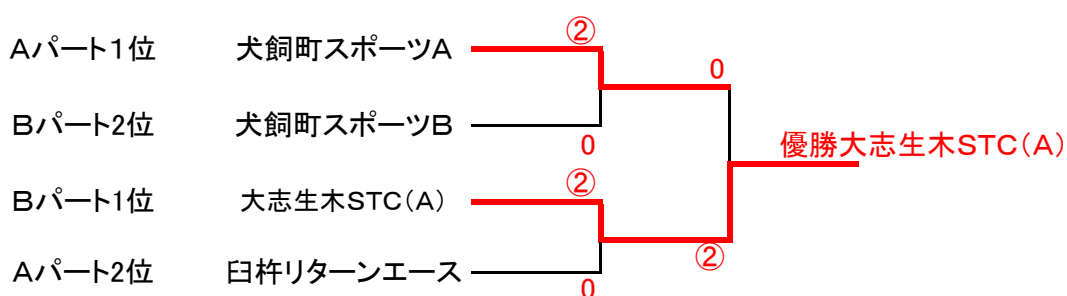 ②
Aパート1位 犬飼町スポーツA
0
Bパート2位 犬飼町スポーツB
0
優勝大志生木STC(A)
②
Bパート1位 大志生木STC(A)
②
Aパート2位 臼杵リターンエース
0